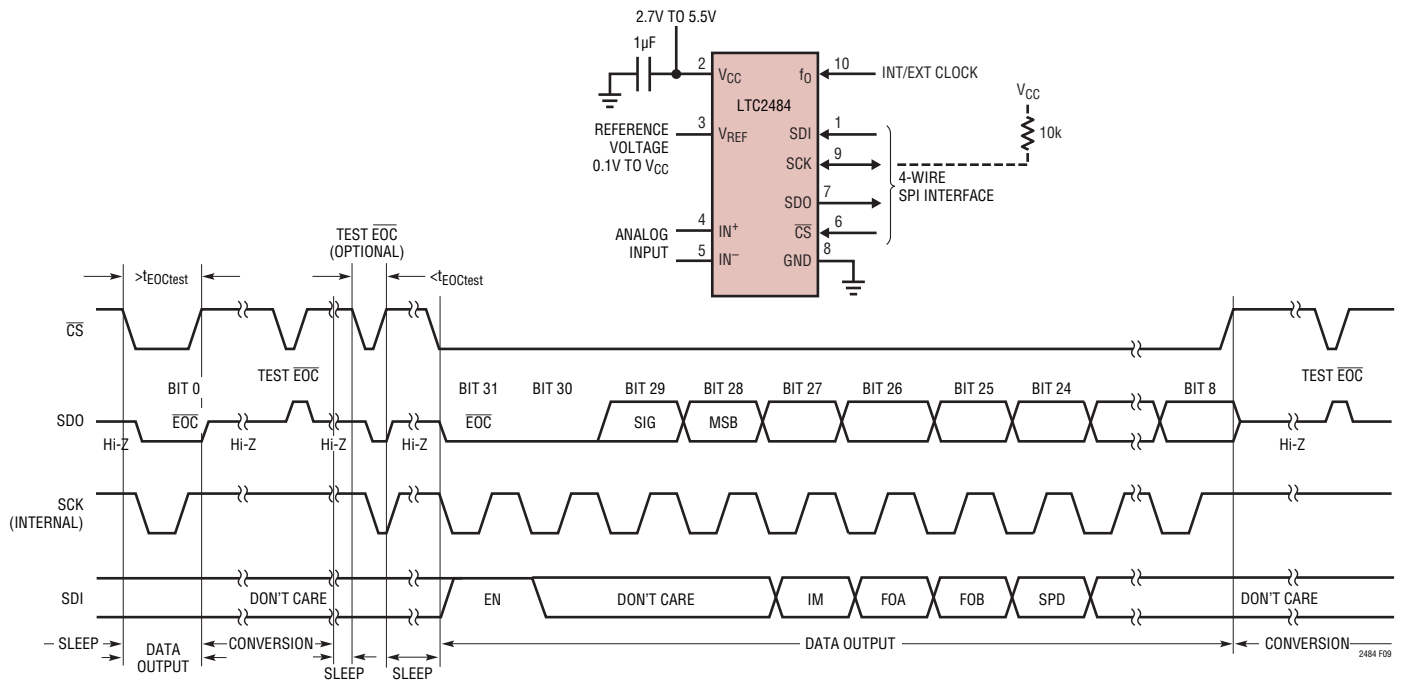 2.7V TO 5.5V
1µF
2
VCC
fO
10
INT/EXT CLOCK
LTC2484
VCC
10k
REFERENCE
VOLTAGE
0.1V TO VCC
3
VREF
SDI
1
SCK
9
4-WIRE
SPI INTERFACE
SDO
7
ANALOG
INPUT
4
IN+
5
IN–
CS
6
GND
8
TEST EOC
(OPTIONAL)
>tEOCtest
<tEOCtest
CS
TEST EOC
TEST EOC
BIT 0
BIT 31
BIT 30
BIT 29
BIT 28
BIT 27
BIT 26
BIT 25
BIT 24
BIT 8
SDO
EOC
EOC
SIG
MSB
Hi-Z
Hi-Z
Hi-Z
Hi-Z
Hi-Z
SCK
(INTERNAL)
SDI
DON'T CARE
EN
DON'T CARE
IM
FOA
FOB
SPD
DON'T CARE
SLEEP
DATA
OUTPUT
CONVERSION
SLEEP
SLEEP
DATA OUTPUT
CONVERSION
2484 F09